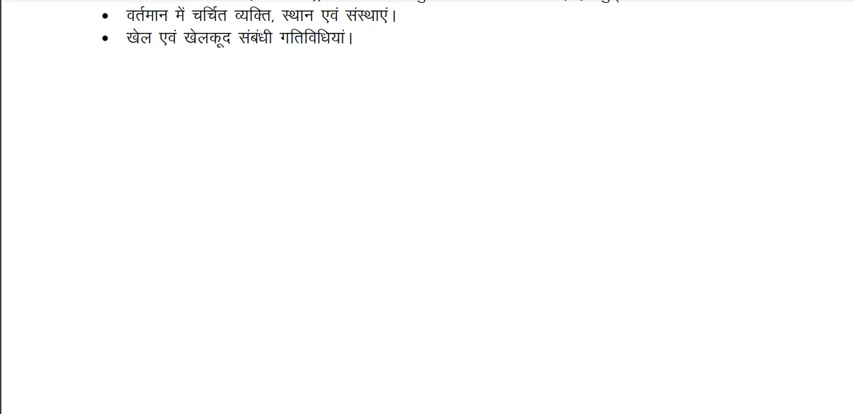 • वर्तमान में चर्चित व्यक्ति, स्थान एवं संस्थाएं।
• खेल एवं खेलकूद संबंधी गतिविधियां।